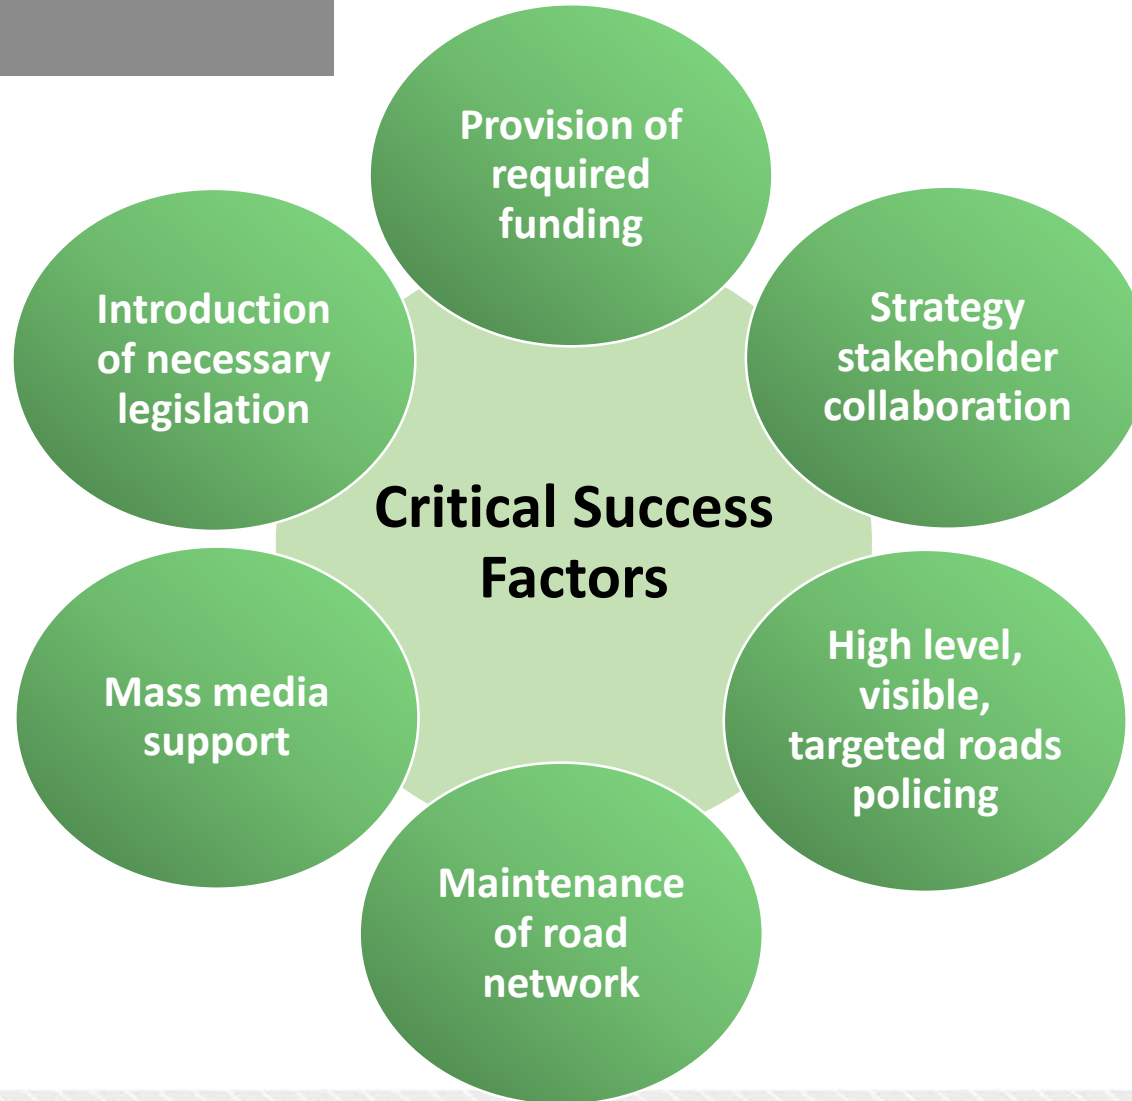 Provision of
required
funding
Strategy
stakeholder
collaboration
High level,
visible,
targeted roads
policing
Maintenance
of road
network
Mass media
support
Introduction
of necessary
legislation
Critical Success
Factors